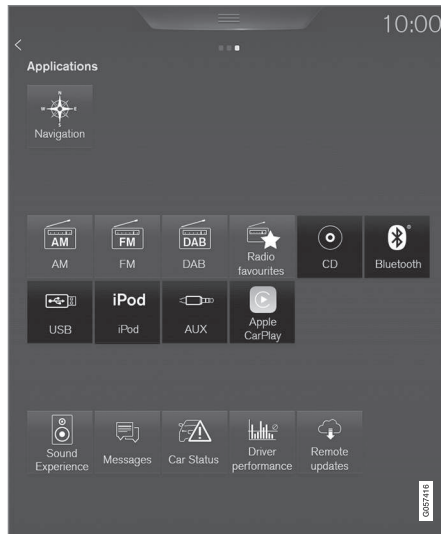 10:00
Applications
N
W E
S
Navigation
AM
FM
DAB
AM
FM
DAB
Radio
favourites
CD
Bluetooth
iPod
USB
iPod
AUX
Apple
CarPlay
Sound
Experience
Messages
Car Status
Driver
performance
Remote
updates
G057416